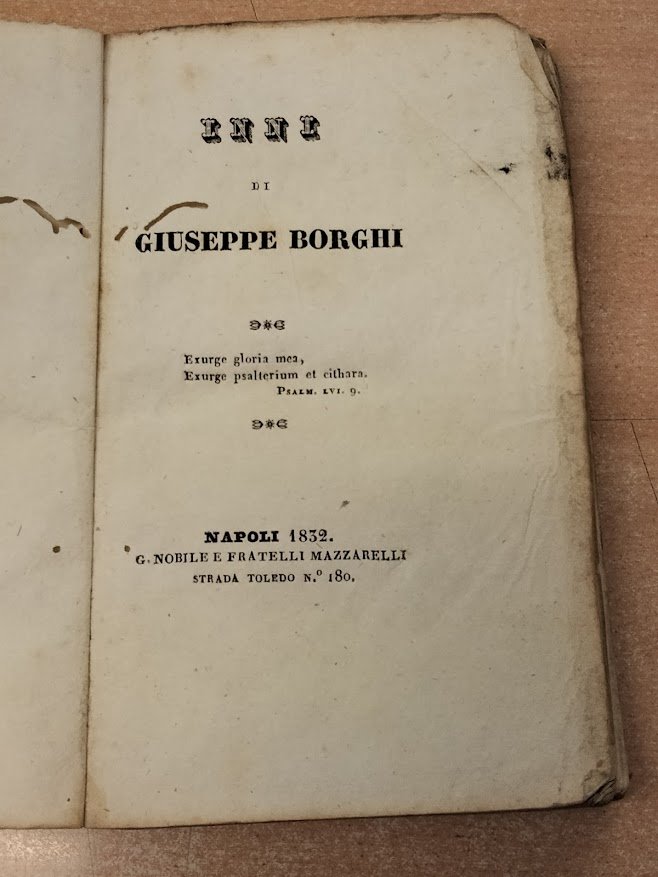 INNI
DI
GIUSEPPE BORGHI
Exurge gloria mea,
Exurge psalterium et cithara.
PSALM. LVI. 9.
NAPOLI 1832.
G. NOBILE E FRATELLI MAZZARELLI
STRADA TOLEDO N.º 180.